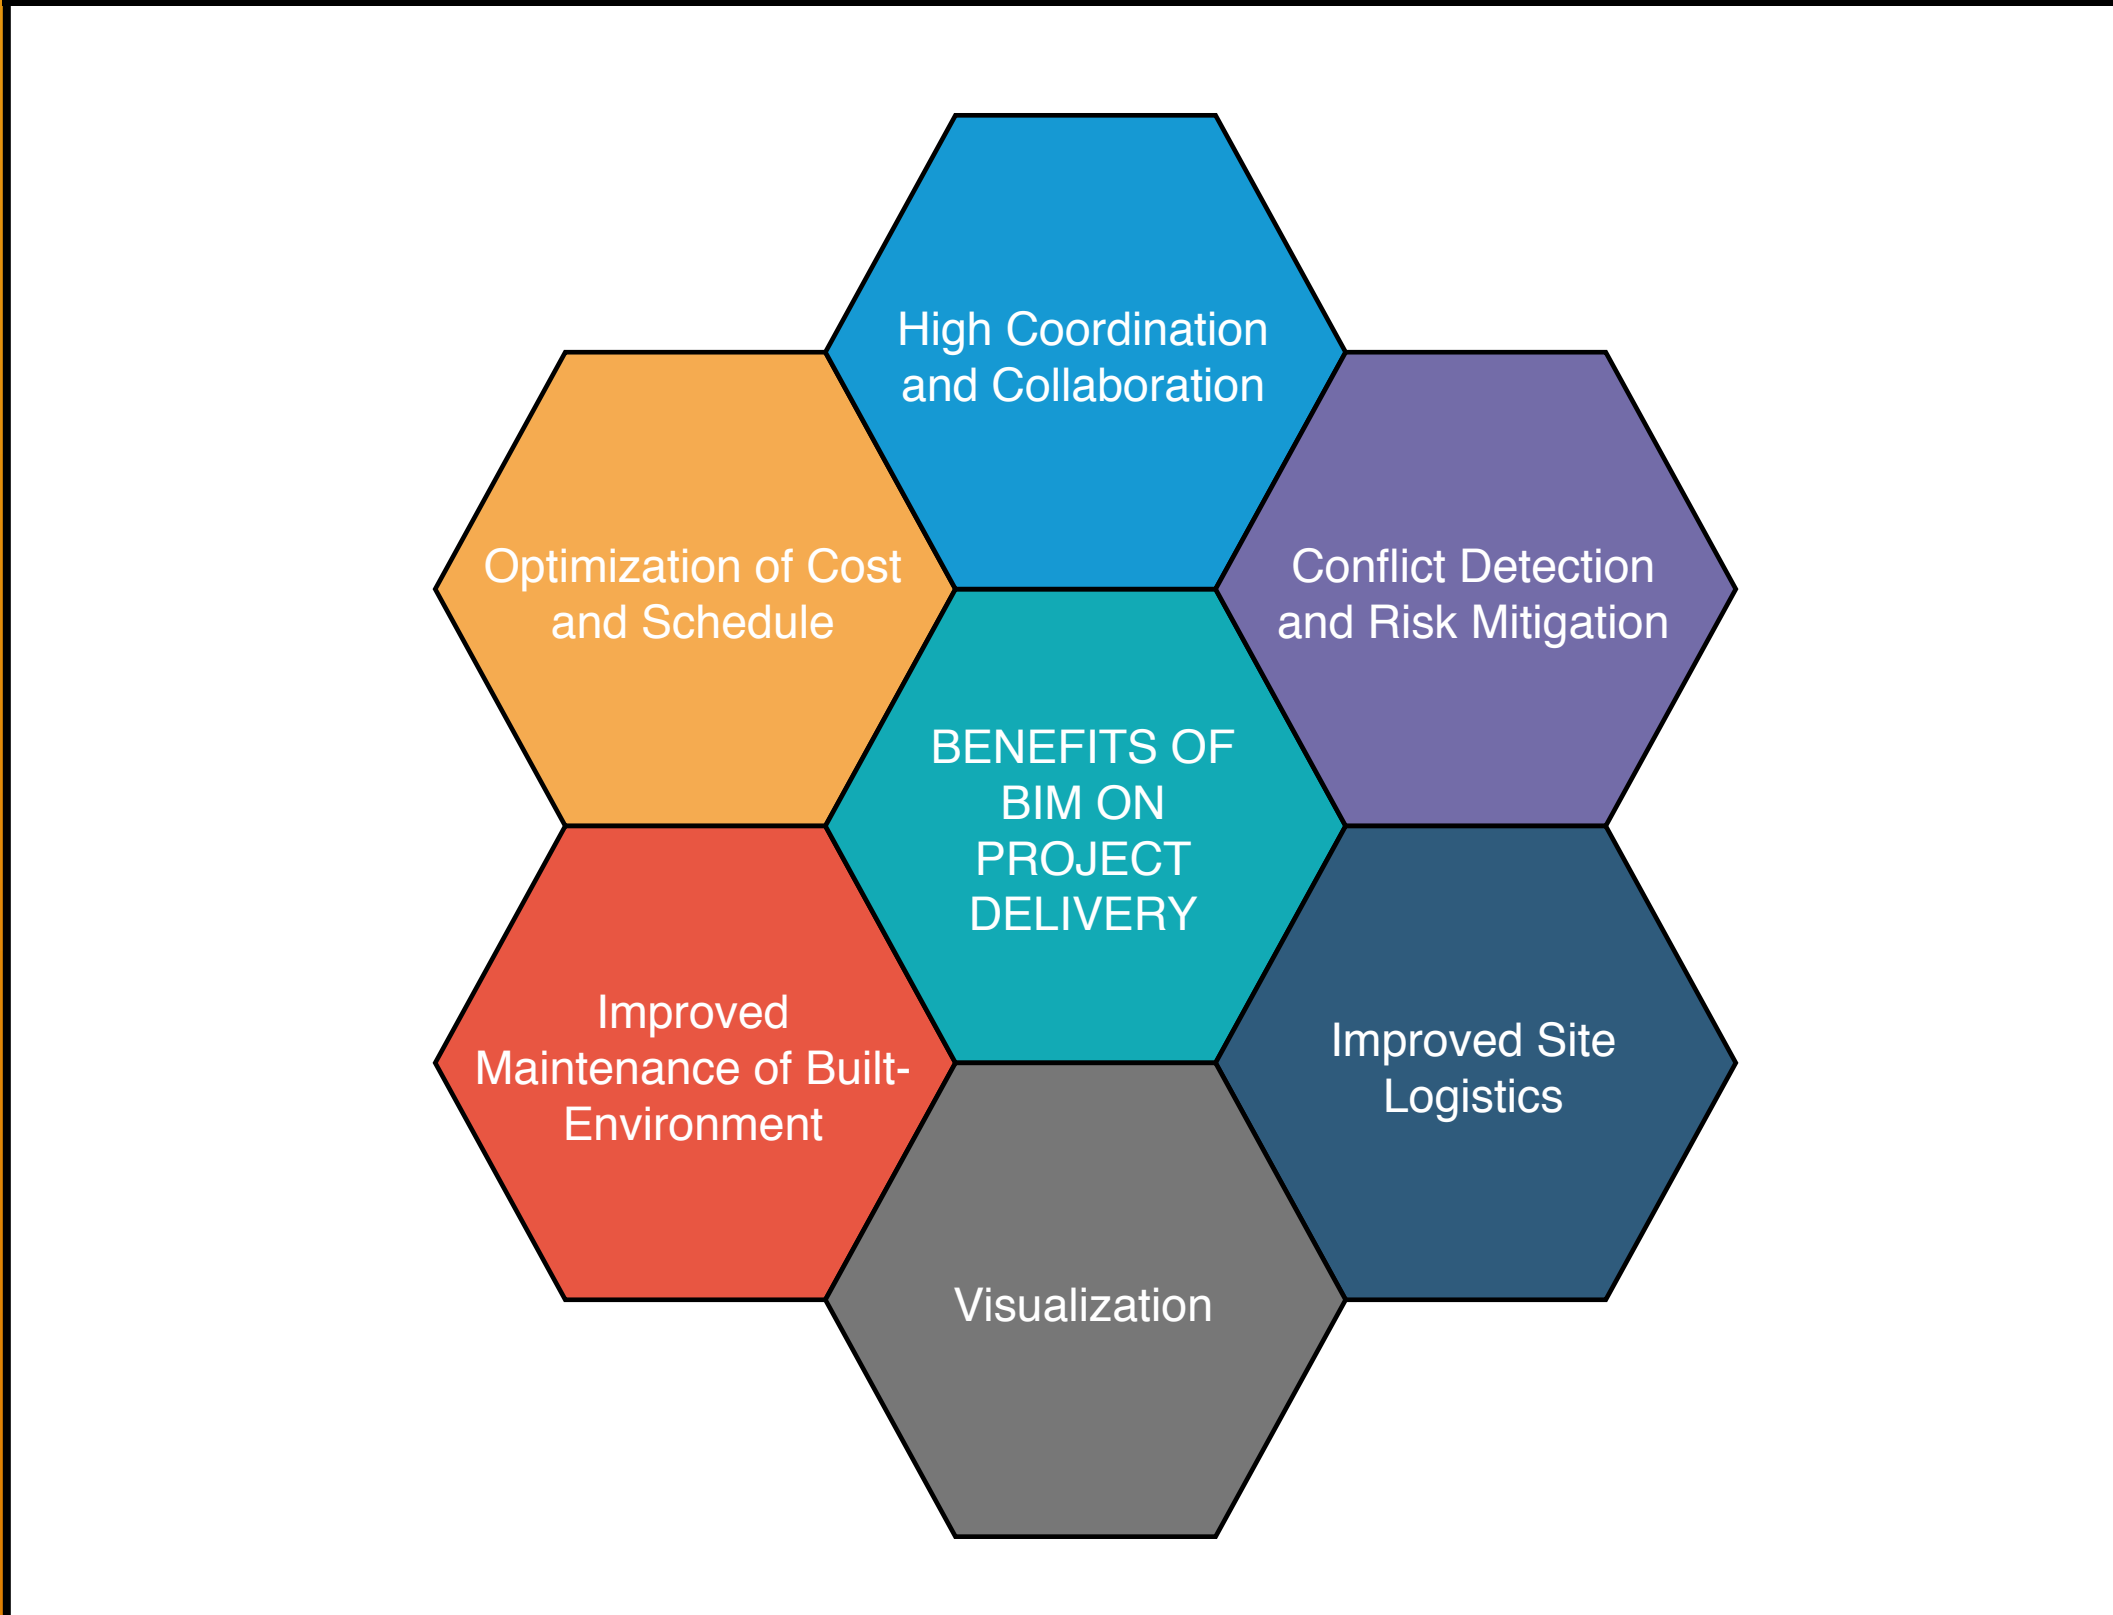 High Coordination
and Collaboration
Optimization of Cost
and Schedule
Conflict Detection
and Risk Mitigation
BENEFITS OF
BIM ON
PROJECT
DELIVERY
Improved
Maintenance of Built-
Environment
Improved Site
Logistics
Visualization